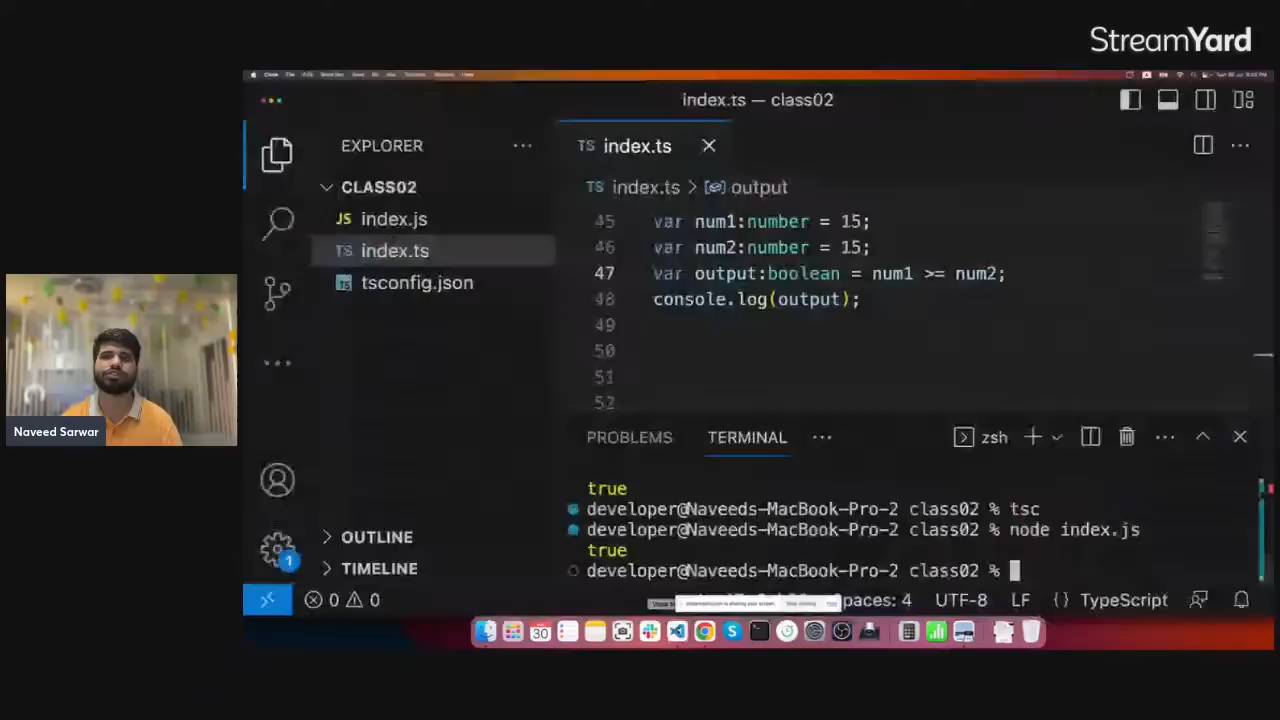 StreamYard
index.ts — class02
EXPLORER
CLASS02
JS index.js
TS index.ts
tsconfig.json
OUTLINE
TIMELINE
1
TS index.ts
TS index.ts > output
45 var num1:number = 15;
46 var num2:number = 15;
47 var output:boolean = num1 >= num2;
48 console.log(output);
49
50
51
52
PROBLEMS TERMINAL
zsh
true
developer@Naveeds-MacBook-Pro-2 class02 % tsc
developer@Naveeds-MacBook-Pro-2 class02 % node index.js
true
developer@Naveeds-MacBook-Pro-2 class02 %
0 0
Spaces: 4 UTF-8 LF {} TypeScript
30
Naveed Sarwar